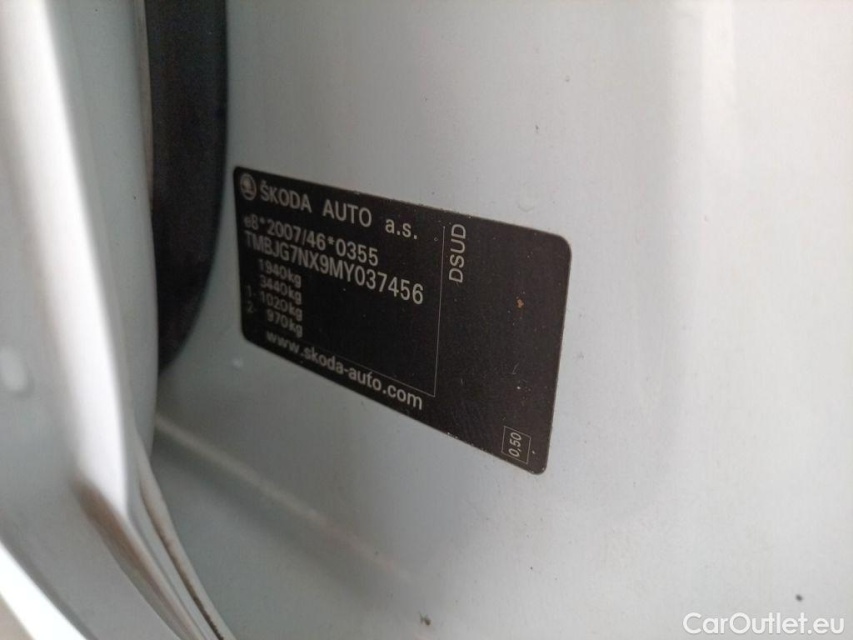 ŠKODA AUTO a.s.
e8*2007/46*0355
TMBJG7NX9MY037456
1940kg
3440kg
1- 1020kg
2- 970kg
www.skoda-auto.com
DSUD
0,50
CarOutlet.eu